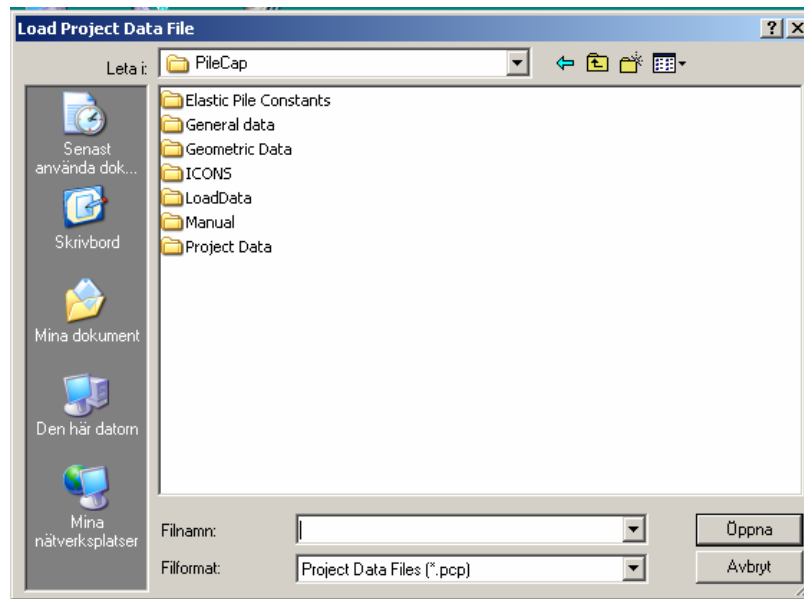 Load Project Data File
Leta i:
PileCap
Senast
använda dok...
Skrivbord
Mina dokument
Den här datorn
Mina
nätverksplatser
Elastic Pile Constants
General data
Geometric Data
ICONS
LoadData
Manual
Project Data
Filnamn:
Öppna
Filformat:
Project Data Files (*.pcp)
Avbryt